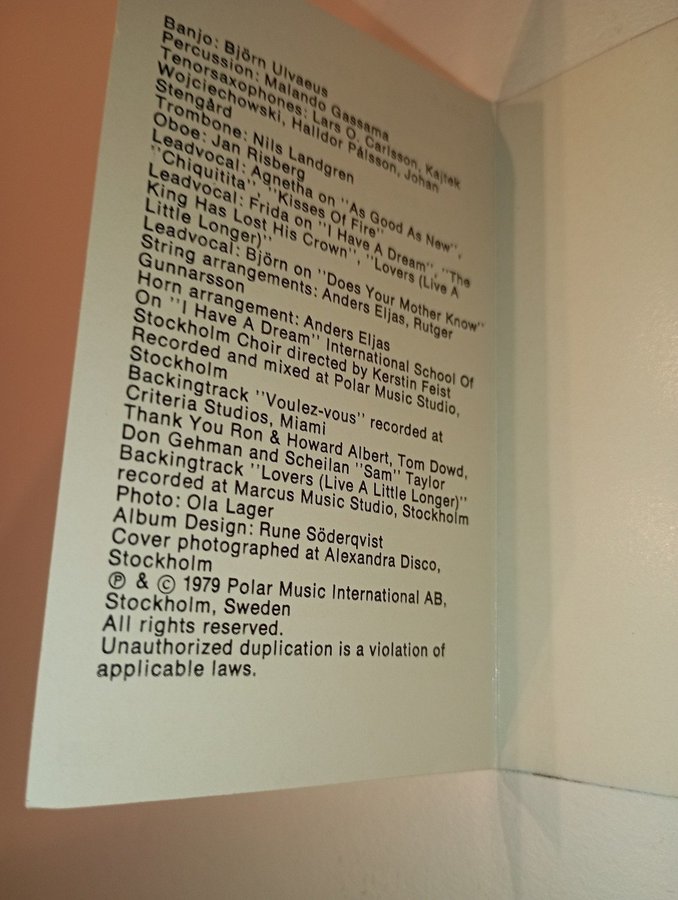 Banjo: Björn Ulvaeus
Percussion: Malando Gassama
Tenorsaxophones: Lars O. Carlsson, Kajtek
Wojciechowski, Halldor Pálsson, Johan
Stengård
Trombone: Nils Landgren
Oboe: Jan Risberg
Leadvocal: Agnetha on ''As Good As New'',
''Chiquitita'', ''Kisses Of Fire''
Leadvocal: Frida on ''I Have A Dream'', ''The
King Has Lost His Crown'', ''Lovers (Live A
Little Longer)''
Leadvocal: Björn on ''Does Your Mother Know''
String arrangements: Anders Eljas, Rutger
Gunnarsson
Horn arrangement: Anders Eljas
On ''I Have A Dream'' International School Of
Stockholm Choir directed by Kerstin Feist
Recorded and mixed at Polar Music Studio,
Stockholm
Backingtrack ''Voulez-vous'' recorded at
Criteria Studios, Miami
Thank You Ron & Howard Albert, Tom Dowd,
Don Gehman and Scheilan ''Sam'' Taylor
Backingtrack ''Lovers (Live A Little Longer)''
recorded at Marcus Music Studio, Stockholm
Photo: Ola Lager
Album Design: Rune Söderqvist
Cover photographed at Alexandra Disco,
Stockholm
℗ & © 1979 Polar Music International AB,
Stockholm, Sweden
All rights reserved.
Unauthorized duplication is a violation of
applicable laws.